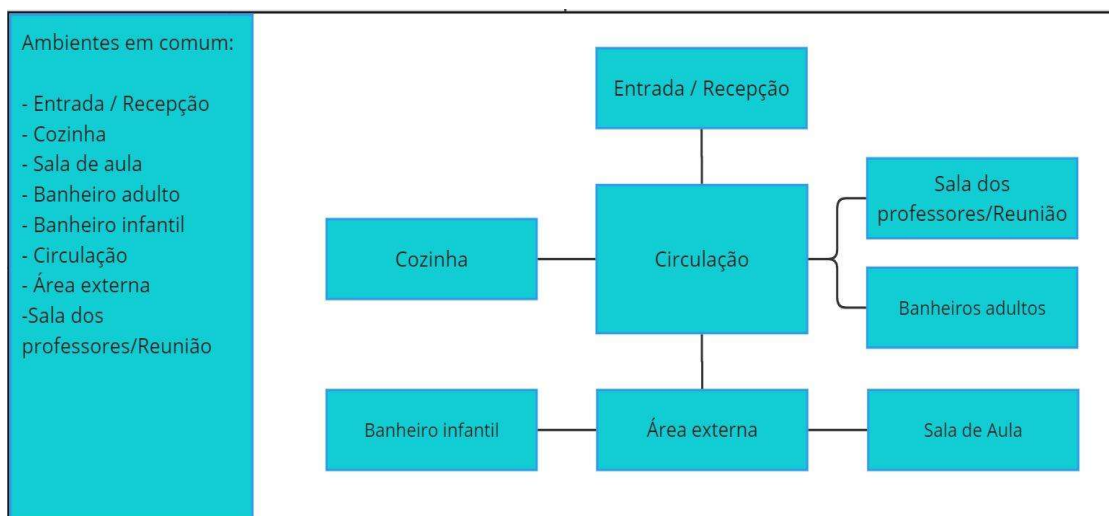 Ambientes em comum:
- Entrada / Recepção
- Cozinha
- Sala de aula
- Banheiro adulto
- Banheiro infantil
- Circulação
- Área externa
-Sala dos
professores/Reunião
Entrada / Recepção
Sala dos
professores/Reunião
Cozinha
Circulação
Banheiros adultos
Banheiro infantil
Área externa
Sala de Aula